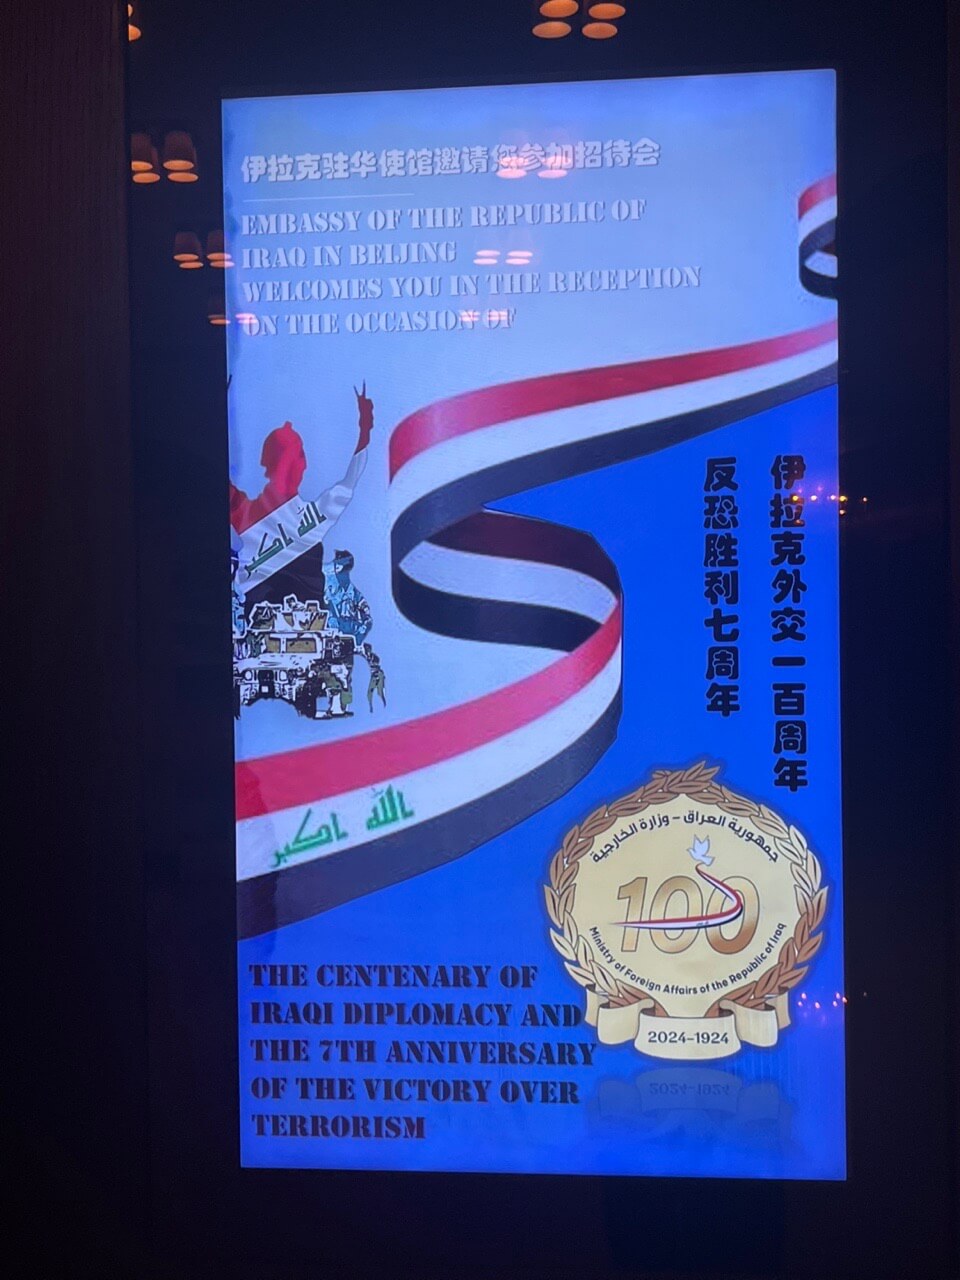 伊拉克驻华使馆邀请您参加招待会
EMBASSY OF THE REPUBLIC OF
IRAQ IN BEIJING
WELCOMES YOU IN THE RECEPTION
ON THE OCCASION OF
伊拉克外交一百周年
反恐胜利七周年
الله اكبر
الله اكبر
جمهورية العراق – وزارة الخارجية
100
Ministry of Foreign Affairs of the Republic of Iraq
2024-1924
2024-1924
THE CENTENARY OF
IRAQI DIPLOMACY AND
THE 7TH ANNIVERSARY
OF THE VICTORY OVER
TERRORISM